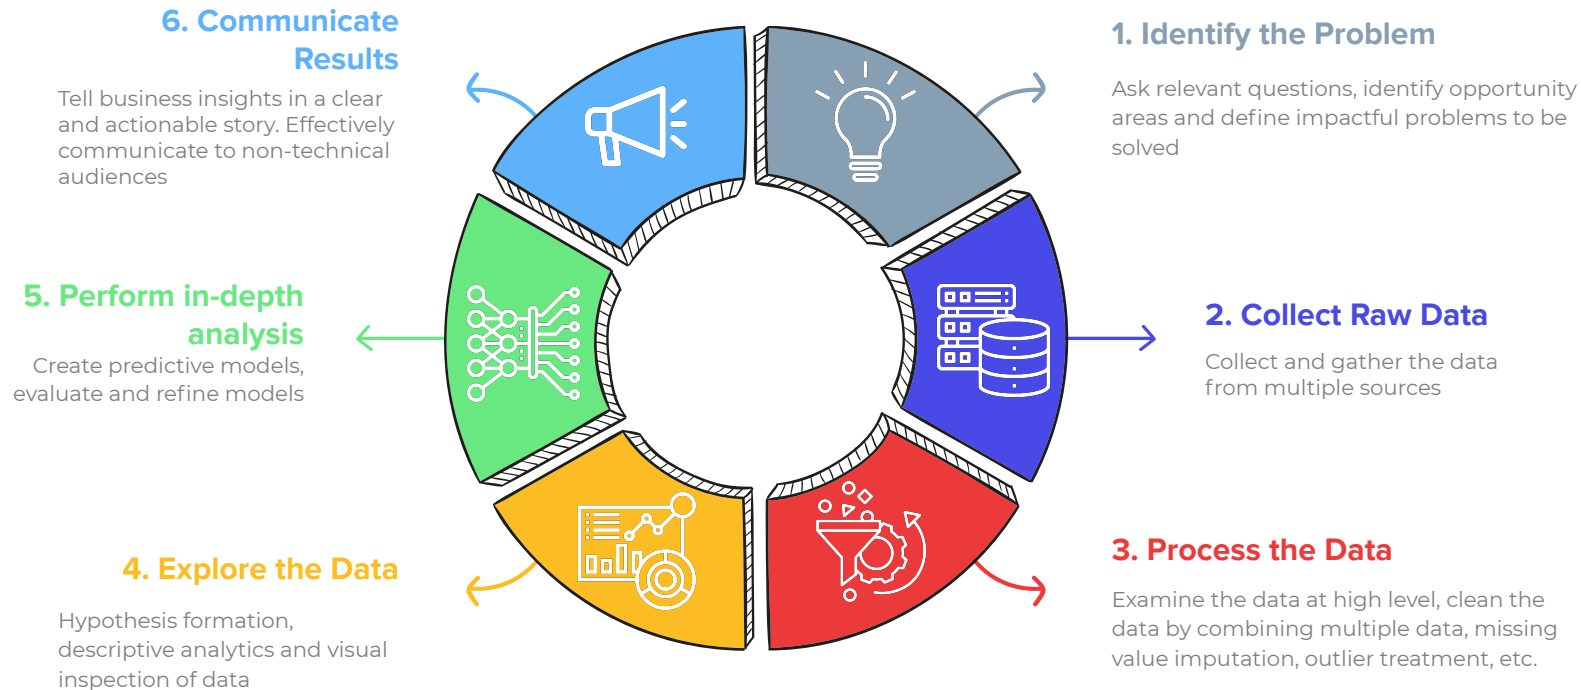 1. Identify the Problem
Ask relevant questions, identify opportunity
areas and define impactful problems to be
solved
2. Collect Raw Data
Collect and gather the data
from multiple sources
3. Process the Data
Examine the data at high level, clean the
data by combining multiple data, missing
value imputation, outlier treatment, etc.
4. Explore the Data
Hypothesis formation,
descriptive analytics and visual
inspection of data
5. Perform in-depth
analysis
Create predictive models,
evaluate and refine models
6. Communicate
Results
Tell business insights in a clear
and actionable story. Effectively
communicate to non-technical
audiences